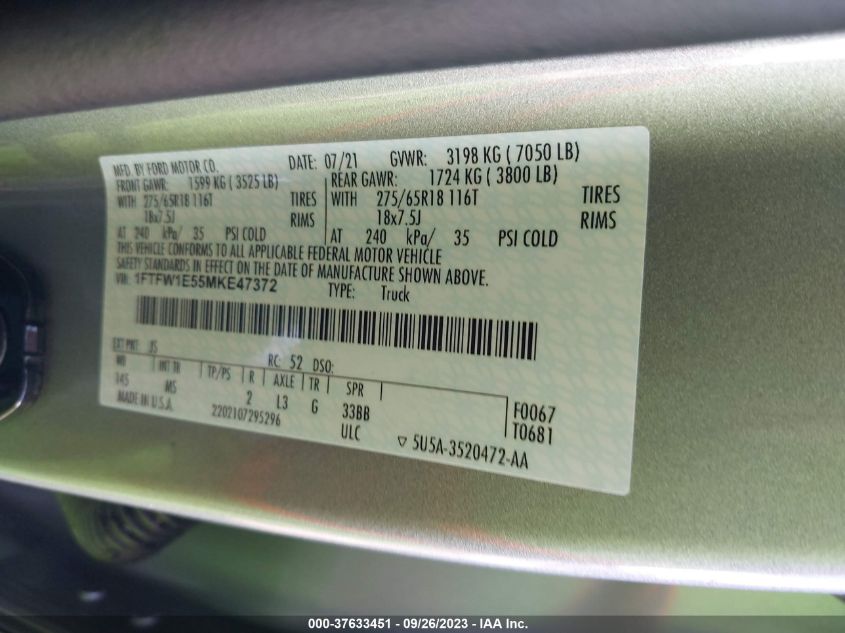 MFD. BY FORD MOTOR CO. DATE: 07/21 GVWR: 3198 KG ( 7050 LB)
FRONT GAWR: 1599 KG ( 3525 LB) REAR GAWR: 1724 KG ( 3800 LB)
WITH 275/65R18 116T TIRES WITH 275/65R18 116T TIRES
18x7.5J RIMS 18x7.5J RIMS
AT 240 kPa/ 35 PSI COLD AT 240 kPa/ 35 PSI COLD
THIS VEHICLE CONFORMS TO ALL APPLICABLE FEDERAL MOTOR VEHICLE
SAFETY STANDARDS IN EFFECT ON THE DATE OF MANUFACTURE SHOWN ABOVE.
VIN: 1FTFW1E55MKE47372 TYPE: Truck
EXT PNT: JS RC: 52 DSO:
WB INT TR TP/PS R AXLE TR SPR
145 MS 2 L3 G 33BB F0067
MADE IN U.S.A. 2202107295296 ULC T0681
5U5A-3520472-AA
000-37633451 - 09/26/2023 - IAA Inc.